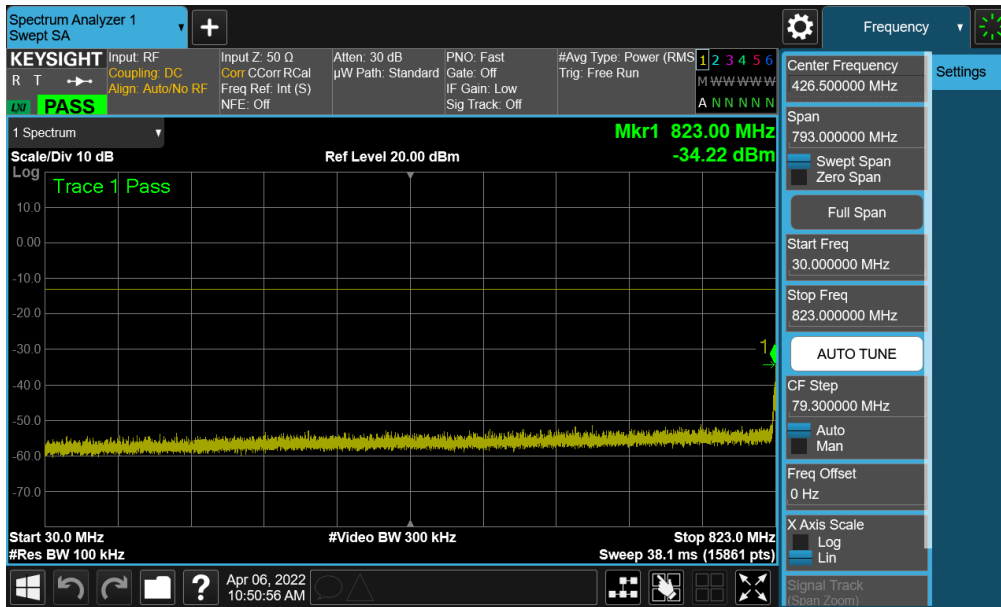 Spectrum Analyzer 1
Swept SA
+
Frequency
KEYSIGHT
R T
LXI PASS
Input: RF
Coupling: DC
Align: Auto/No RF
Input Z: 50 Ω
Corr CCorr RCal
Freq Ref: Int (S)
NFE: Off
Atten: 30 dB
µW Path: Standard
PNO: Fast
Gate: Off
IF Gain: Low
Sig Track: Off
#Avg Type: Power (RMS
Trig: Free Run
1 2 3 4 5 6
M W W W W W
A N N N N N
1 Spectrum
Mkr1 823.00 MHz
-34.22 dBm
Scale/Div 10 dB
Ref Level 20.00 dBm
Log
Trace 1 Pass
10.0
0.00
-10.0
-20.0
-30.0
-40.0
-50.0
-60.0
-70.0
1
Start 30.0 MHz
#Video BW 300 kHz
Stop 823.0 MHz
#Res BW 100 kHz
Sweep 38.1 ms (15861 pts)
?
Apr 06, 2022
10:50:56 AM
Center Frequency
426.500000 MHz
Settings
Span
793.000000 MHz
Swept Span
Zero Span
Full Span
Start Freq
30.000000 MHz
Stop Freq
823.000000 MHz
AUTO TUNE
CF Step
79.300000 MHz
Auto
Man
Freq Offset
0 Hz
X Axis Scale
Log
Lin
Signal Track
(Span Zoom)